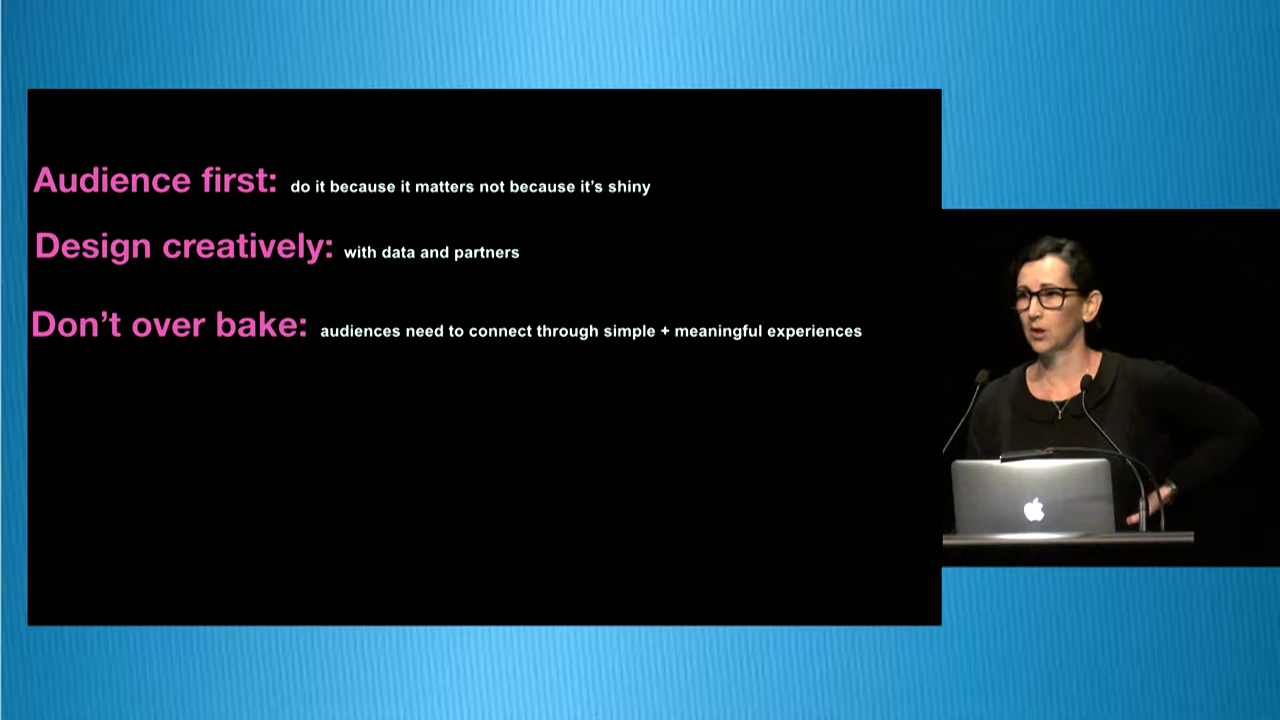 Audience first: do it because it matters not because it's shiny
Design creatively: with data and partners
Don't over bake: audiences need to connect through simple + meaningful experiences